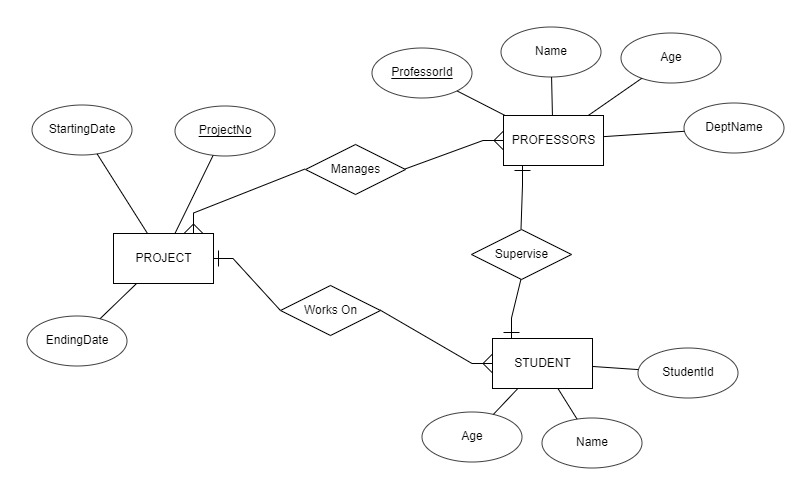 Name
Age
ProfessorId
DeptName
StartingDate
ProjectNo
PROFESSORS
Manages
PROJECT
Supervise
Works On
EndingDate
STUDENT
StudentId
Age
Name